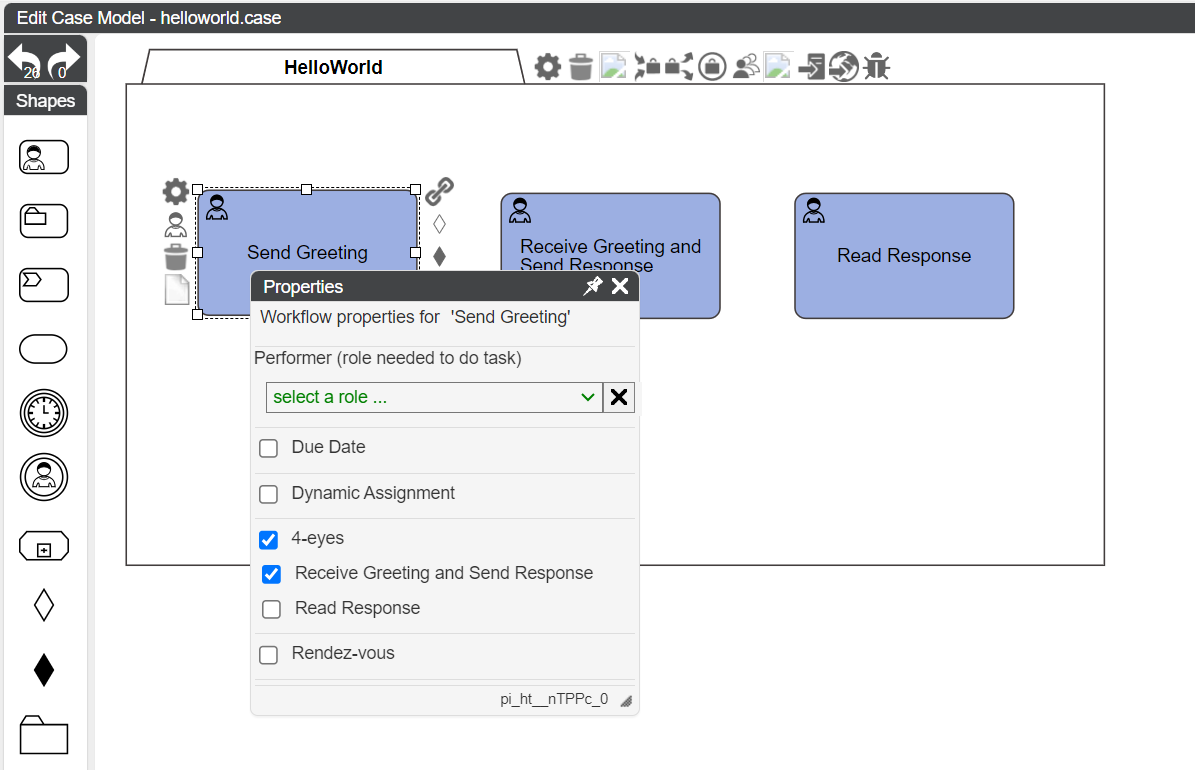 Edit Case Model - helloworld.case
26 0
Shapes
HelloWorld
Send Greeting
Receive Greeting and
Send Response
Read Response
Properties
Workflow properties for 'Send Greeting'
Performer (role needed to do task)
select a role ...
Due Date
Dynamic Assignment
4-eyes
Receive Greeting and Send Response
Read Response
Rendez-vous
pi_ht__nTPPc_0